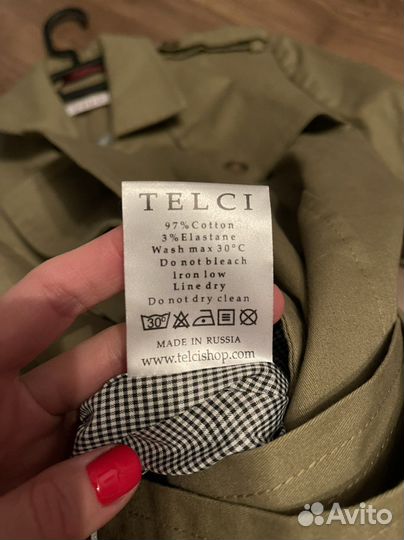 TELCI
97% Cotton
3% Elastane
Wash max 30°C
Do not bleach
Iron low
Line dry
Do not dry clean
30°
MADE IN RUSSIA
www.telcishop.com
Avito